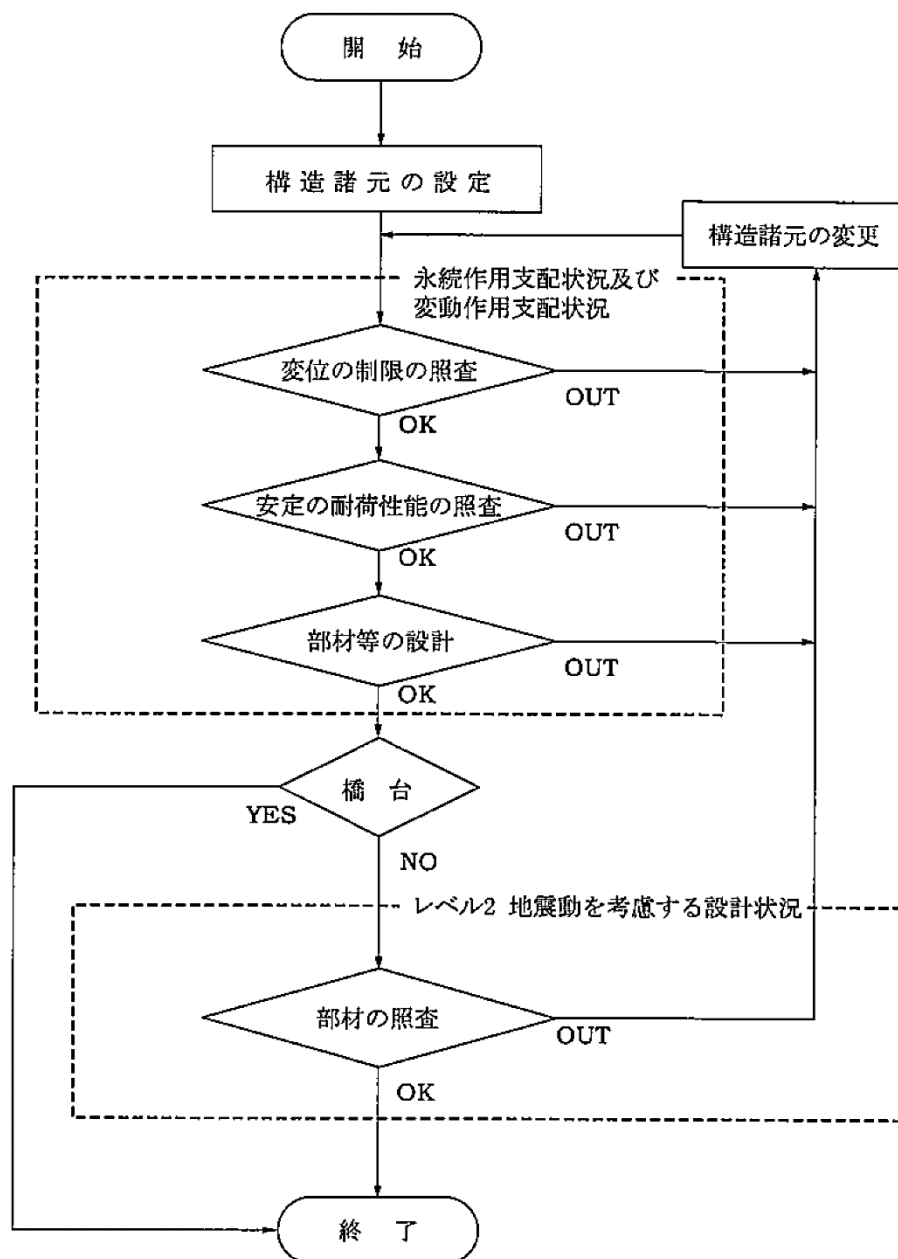 開 始
構造諸元の設定
構造諸元の変更
永続作用支配状況及び
変動作用支配状況
変位の制限の照査
OUT
OK
安定の耐荷性能の照査
OUT
OK
部材等の設計
OUT
OK
橋 台
YES
NO
レベル2 地震動を考慮する設計状況
部材の照査
OUT
OK
終 了